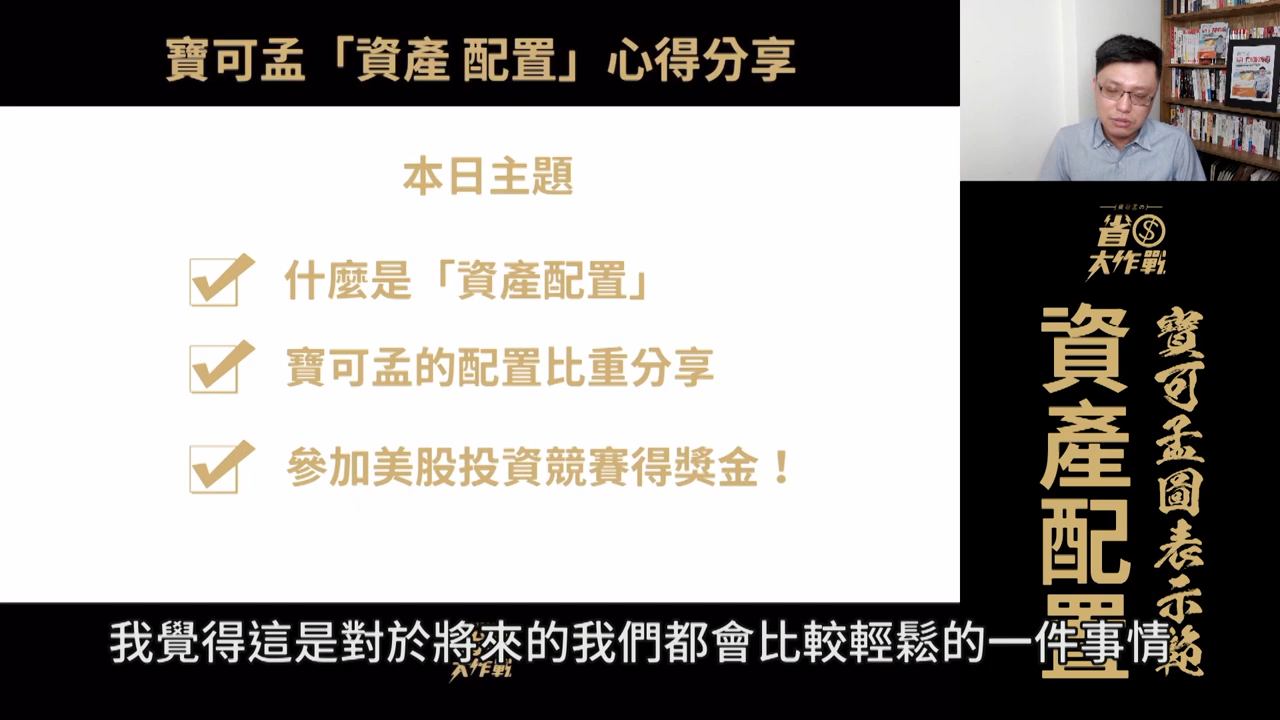 寶可孟「資產 配置」心得分享
本日主題
什麼是「資產配置」
寶可孟的配置比重分享
參加美股投資競賽得獎金！
省$
大作戰
資產配置
寶可孟圖表示範
我覺得這是對於將來的我們都會比較輕鬆的一件事情
大作戰